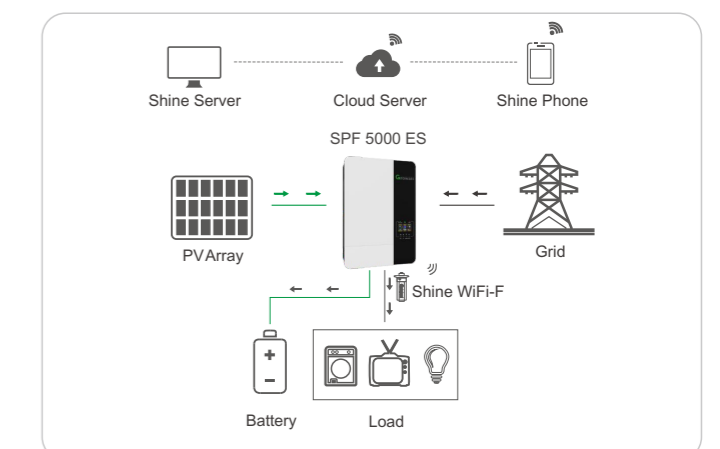 Shine Server
Cloud Server
Shine Phone
SPF 5000 ES
PV Array
Grid
Shine WiFi-F
Battery
Load